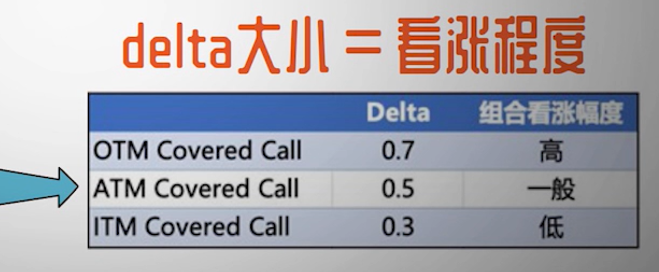 delta大小 = 看涨程度
Delta 组合看涨幅度
OTM Covered Call 0.7 高
ATM Covered Call 0.5 一般
ITM Covered Call 0.3 低